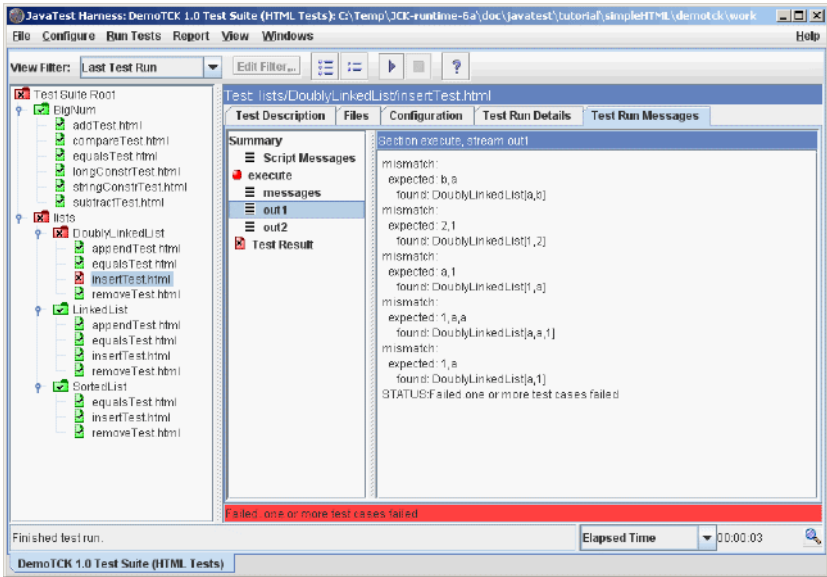 JavaTest Harness: DemoTCK 1.0 Test Suite (HTML Tests): C:\Temp\JCK-runtime-6a\doc\javatest\tutorial\simpleHTML\demotck\work
File Configure Run Tests Report View Windows Help
View Filter: Last Test Run Edit Filter...
Test Suite Root
BigNum
addTest.html
compareTest.html
equalsTest.html
longConstrTest.html
stringConstrTest.html
subtractTest.html
lists
DoublyLinkedList
appendTest.html
equalsTest.html
insertTest.html
removeTest.html
LinkedList
appendTest.html
equalsTest.html
insertTest.html
removeTest.html
SortedList
equalsTest.html
insertTest.html
removeTest.html
Test: lists/DoublyLinkedList/insertTest.html
Test Description Files Configuration Test Run Details Test Run Messages
Summary
Script Messages
execute
messages
out1
out2
Test Result
Section execute, stream out1
mismatch:
expected: b,a
found: DoublyLinkedList[a,b]
mismatch:
expected: 2,1
found: DoublyLinkedList[1,2]
mismatch:
expected: a,1
found: DoublyLinkedList[1,a]
mismatch:
expected: 1,a,a
found: DoublyLinkedList[a,a,1]
mismatch:
expected: 1,a
found: DoublyLinkedList[a,1]
STATUS:Failed.one or more test cases failed
Failed. one or more test cases failed
Finished test run.
Elapsed Time 00:00:03
DemoTCK 1.0 Test Suite (HTML Tests)